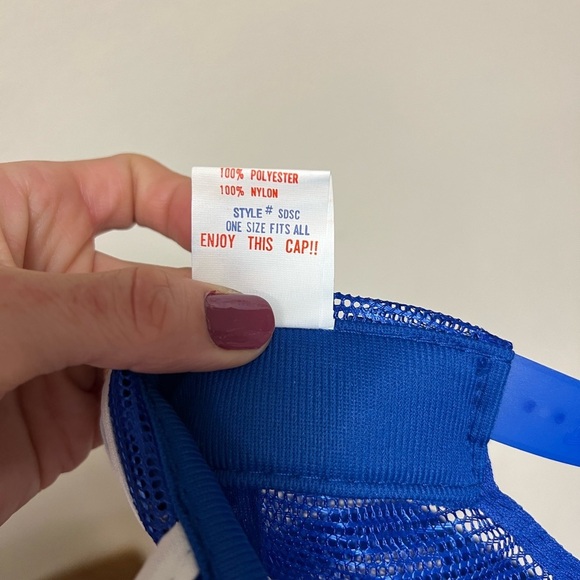 100% POLYESTER
100% NYLON
STYLE# SDSC
ONE SIZE FITS ALL
ENJOY THIS CAP!!